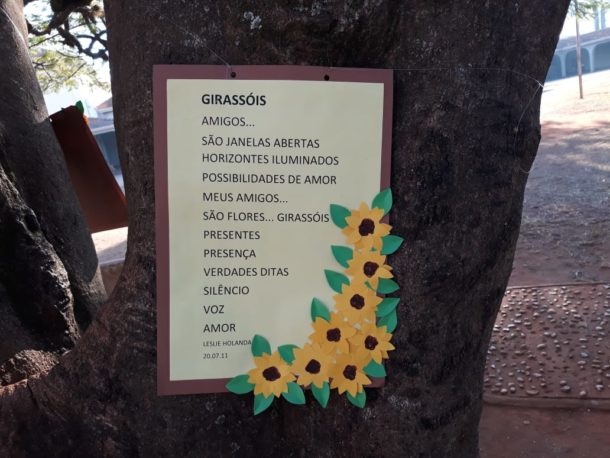 GIRASSÓIS
AMIGOS...
SÃO JANELAS ABERTAS
HORIZONTES ILUMINADOS
POSSIBILIDADES DE AMOR
MEUS AMIGOS...
SÃO FLORES... GIRASSÓIS
PRESENTES
PRESENÇA
VERDADES DITAS
SILÊNCIO
VOZ
AMOR
LESLIE HOLANDA
20.07.11